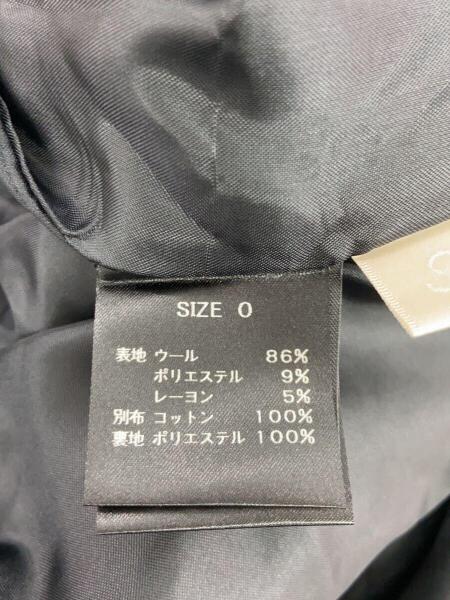 SIZE 0
表地 ウール 86%
ポリエステル 9%
レーヨン 5%
別布 コットン 100%
裏地 ポリエステル 100%